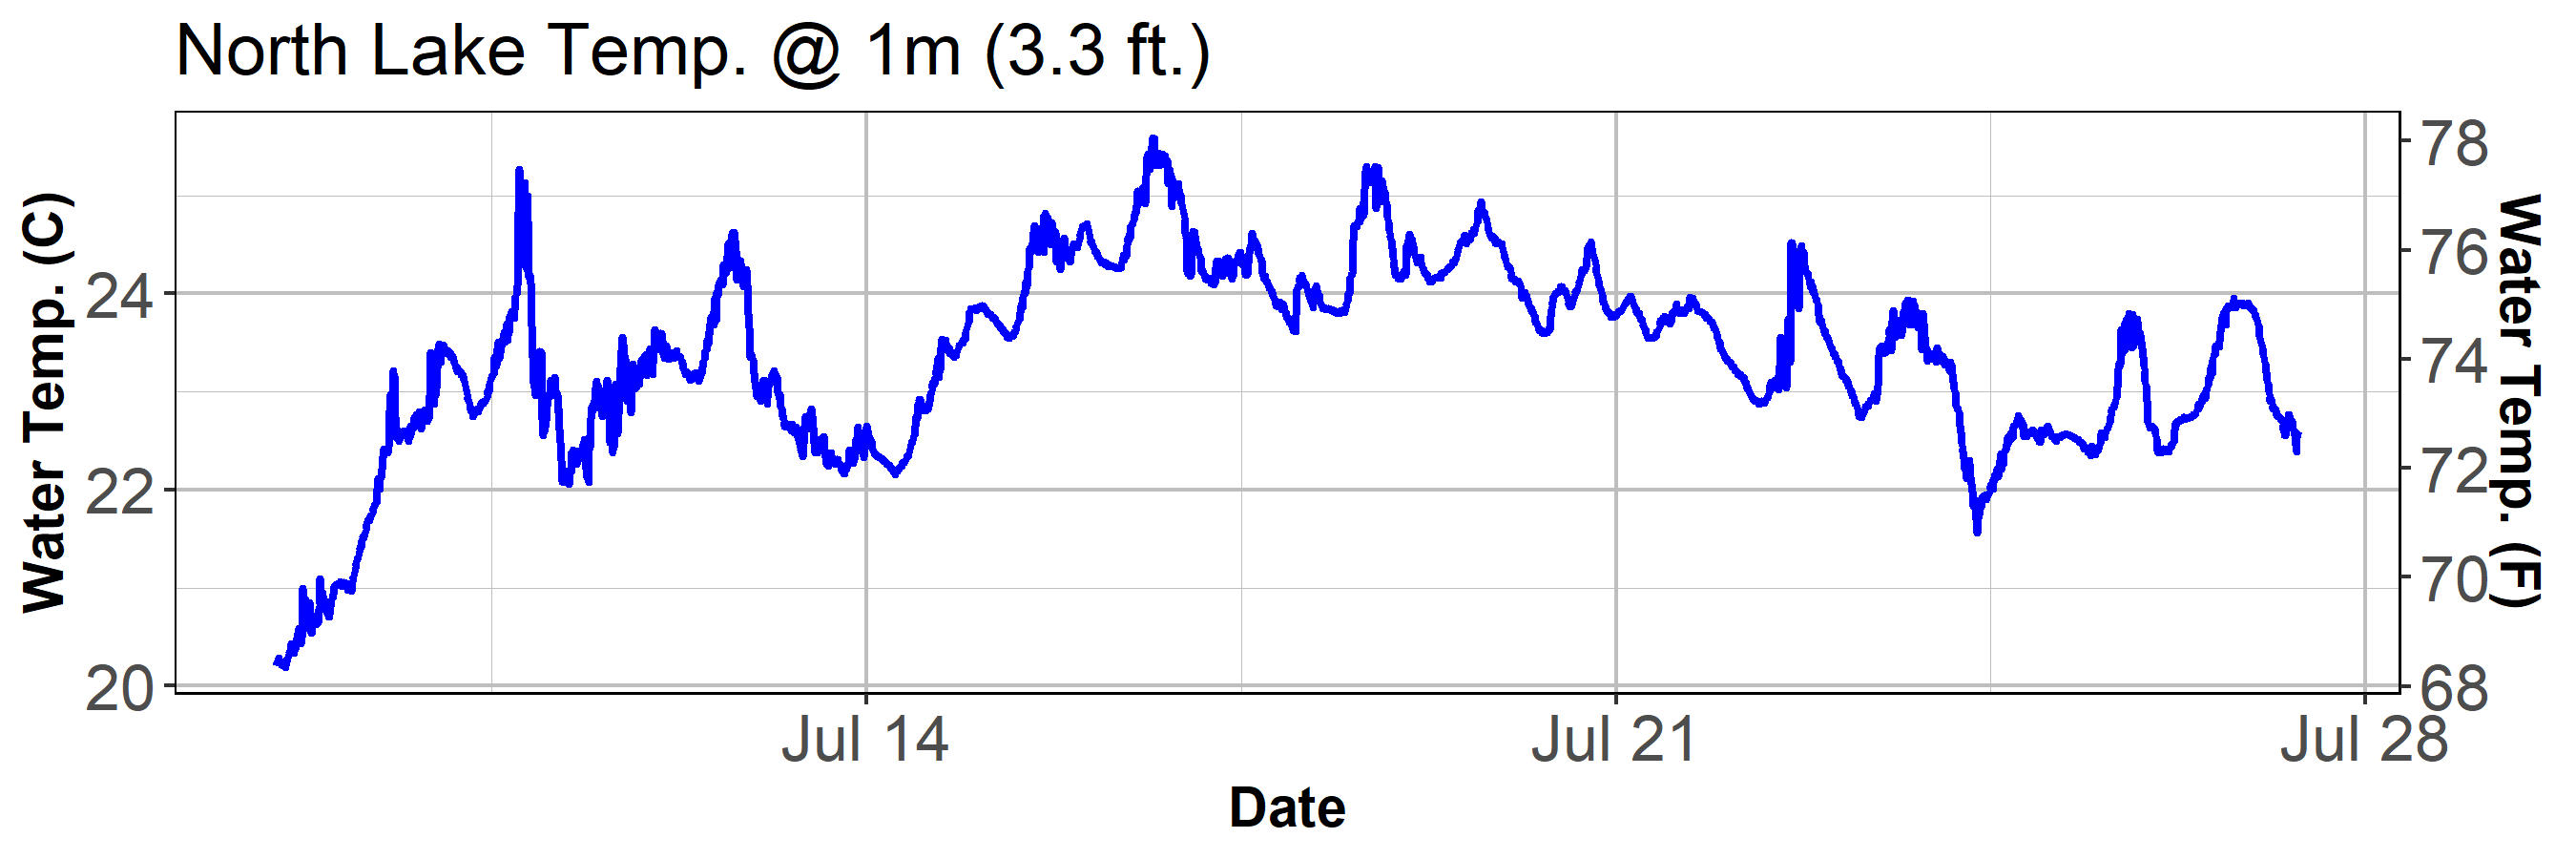 North Lake Temp. @ 1m (3.3 ft.)
Water Temp. (C)
24
22
20
78
76
74
72
70
68
Water Temp. (F)
Jul 14
Jul 21
Jul 28
Date